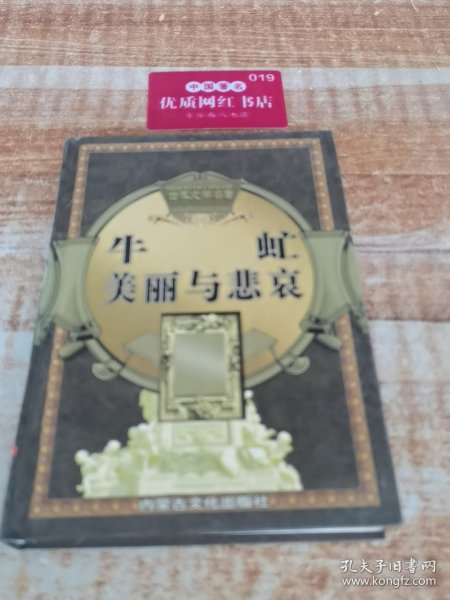 019
中国著名
优质网红书店
世界文学名著
牛虻
美丽与悲哀
内蒙古文化出版社
孔夫子旧书网
www.kongfz.com